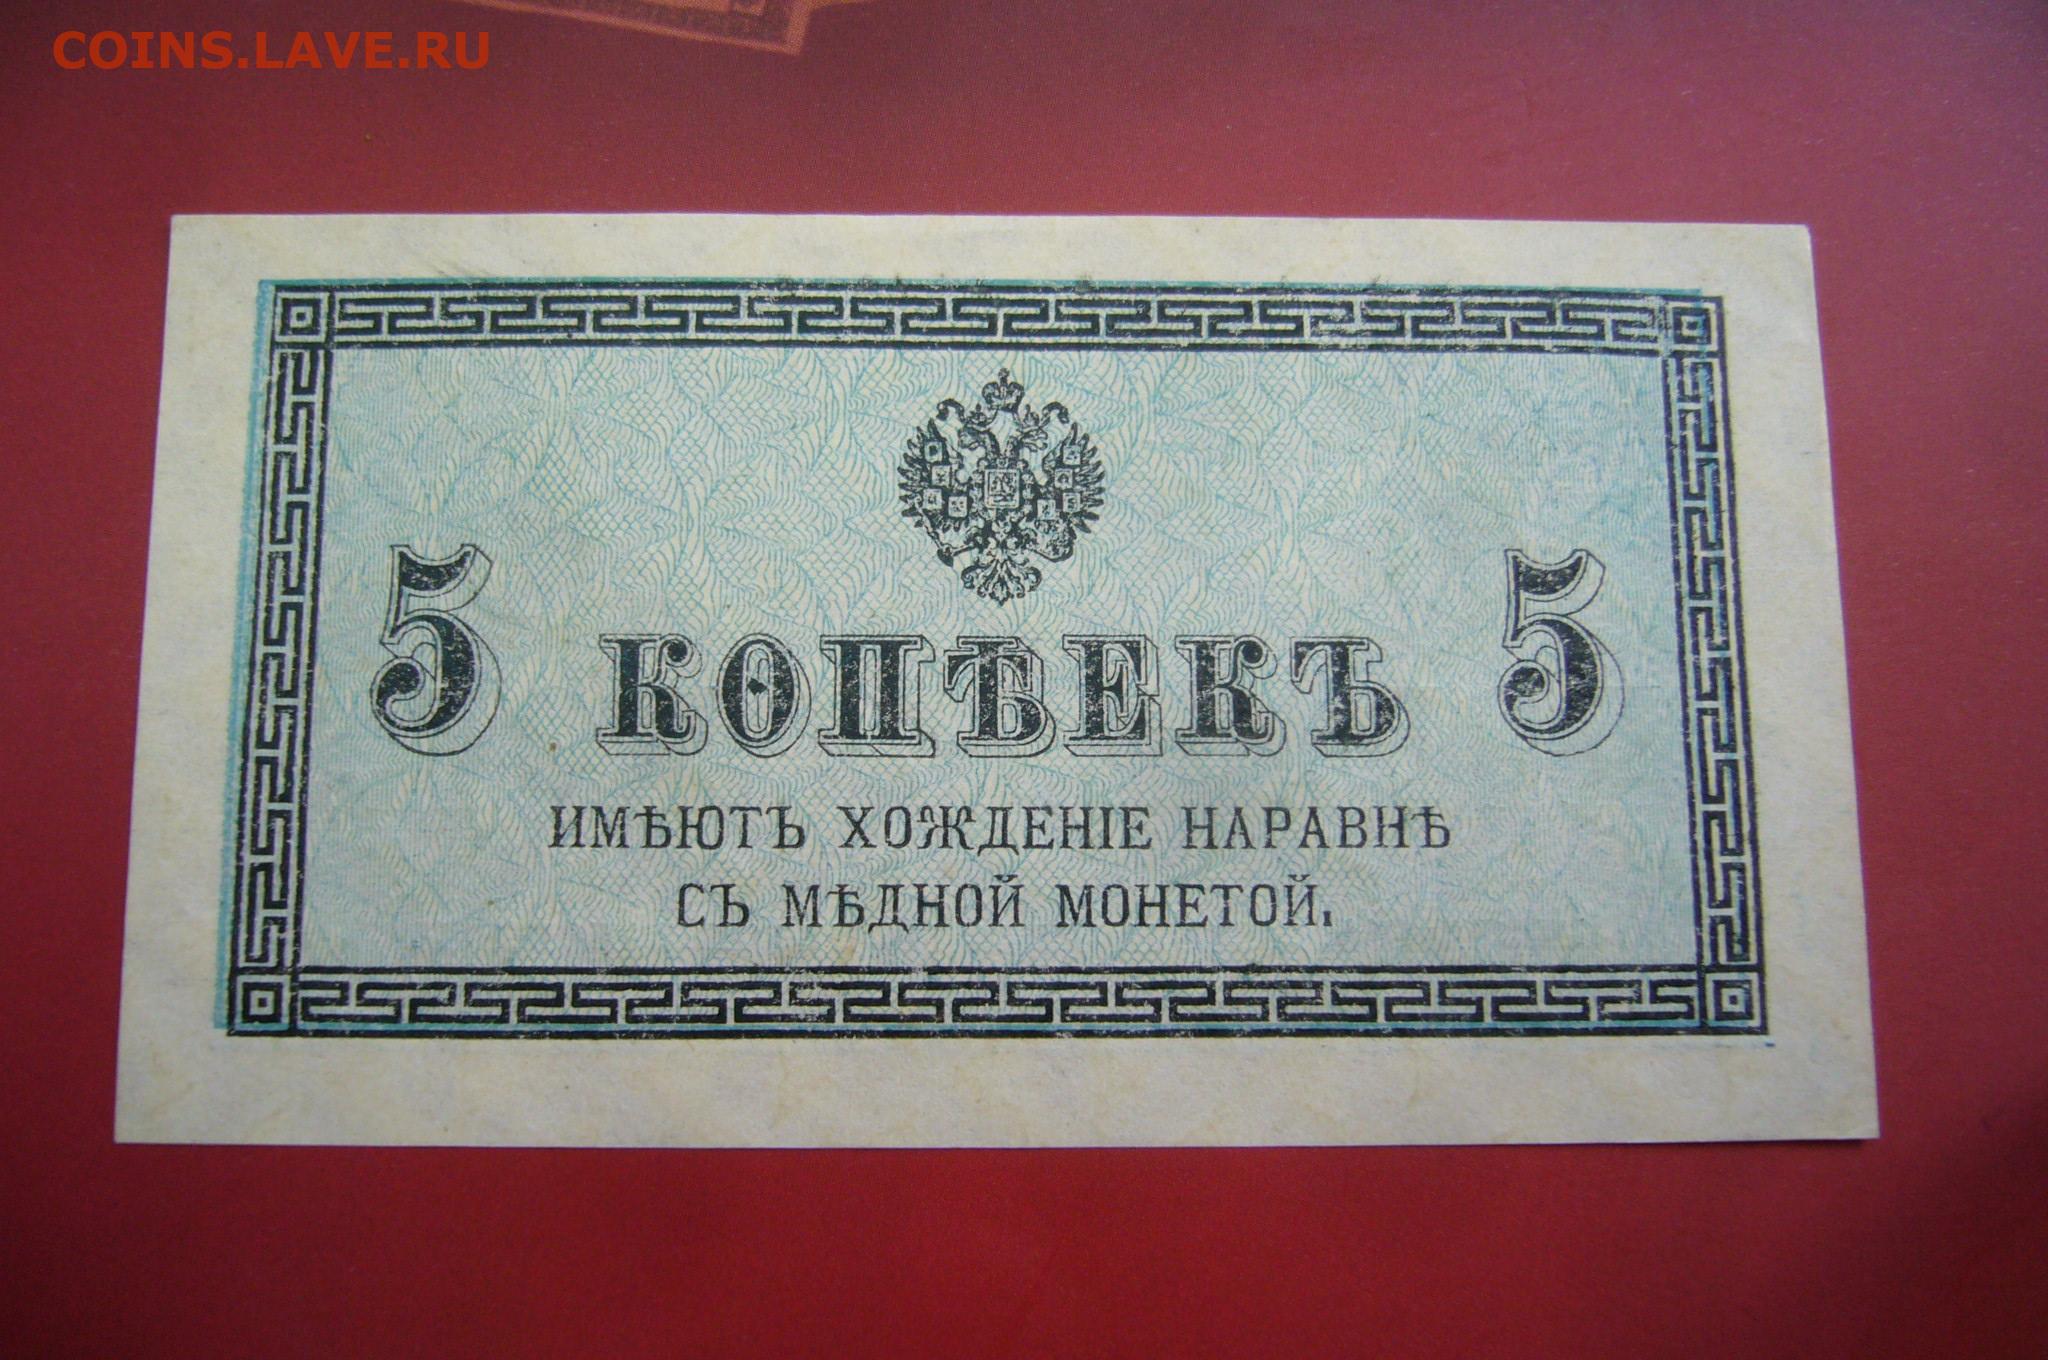 COINS.LAVE.RU
5 КОПѢЕКЪ 5
ИМѢЮТЪ ХОЖДЕНІЕ НАРАВНѢ
СЪ МѢДНОЙ МОНЕТОЙ.